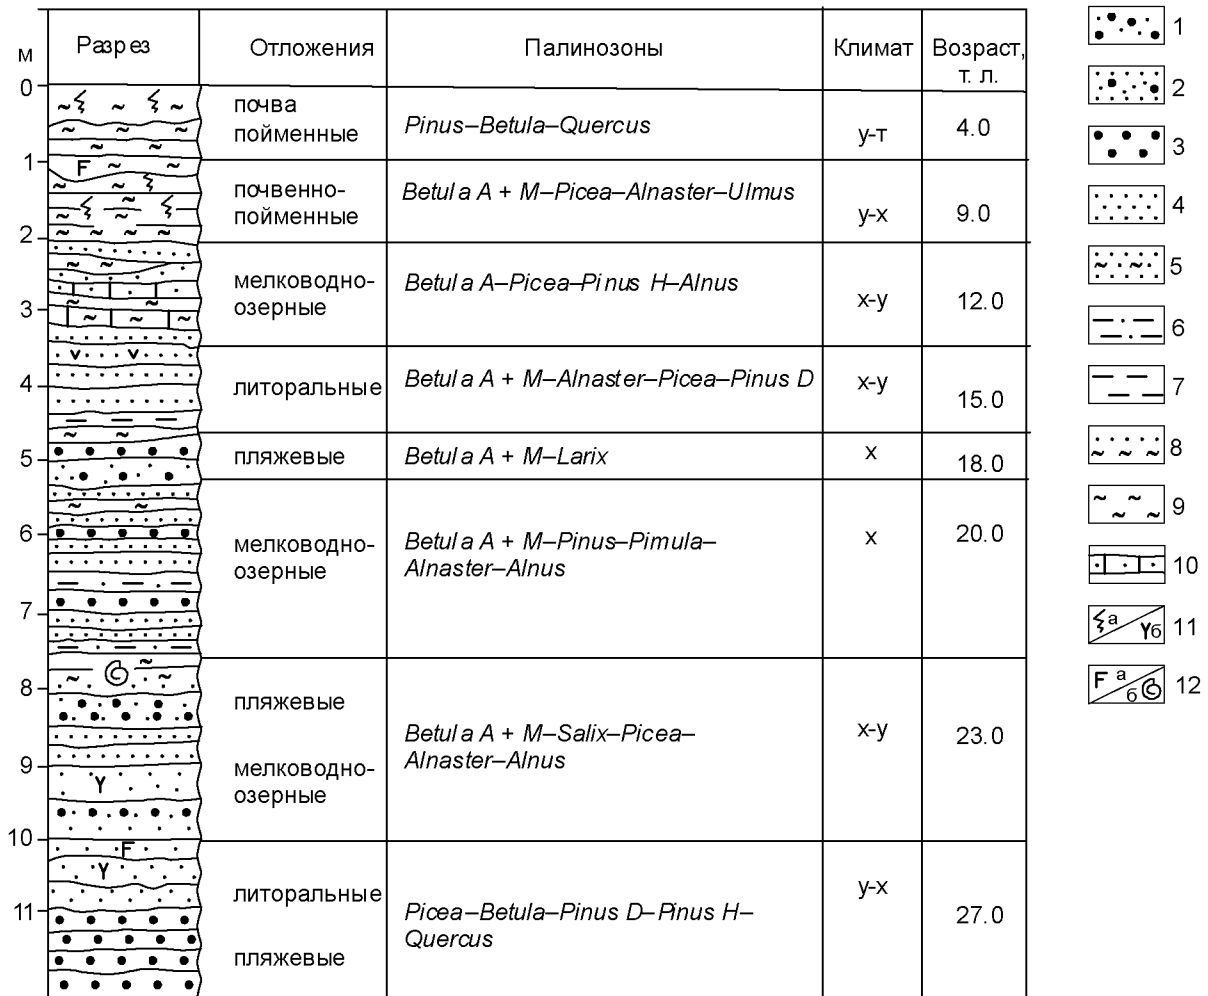 м
Разрез
Отложения
Палинозоны
Климат
Возраст,
т. л.
0
1
2
3
4
5
6
7
8
9
10
11
F
F
почва
пойменные
Pinus–Betula–Quercus
у-т
4.0
почвенно-
пойменные
Betula A + M–Picea–Alnaster–Ulmus
у-х
9.0
мелководно-
озерные
Betula A–Picea–Pinus H–Alnus
х-у
12.0
литоральные
Betula A + M–Alnaster–Picea–Pinus D
х-у
15.0
пляжевые
Betula A + M–Larix
х
18.0
мелководно-
озерные
Betula A + M–Pinus–Pimula–
Alnaster–Alnus
х
20.0
пляжевые
мелководно-
озерные
Betula A + M–Salix–Picea–
Alnaster–Alnus
х-у
23.0
литоральные
пляжевые
Picea–Betula–Pinus D–Pinus H–
Quercus
у-х
27.0
1
2
3
4
5
6
7
8
9
10
а б 11
F а б 12